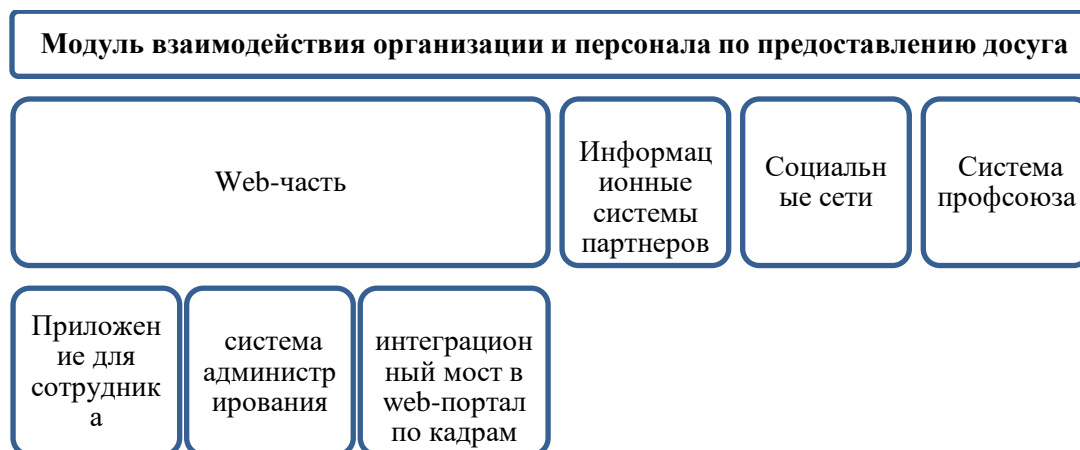 Модуль взаимодействия организации и персонала по предоставлению досуга
Web-часть
Информац
ионные
системы
партнеров
Социальн
ые сети
Система
профсоюза
Приложен
ие для
сотрудник
а
система
администр
ирования
интеграцион
ный мост в
web-портал
по кадрам